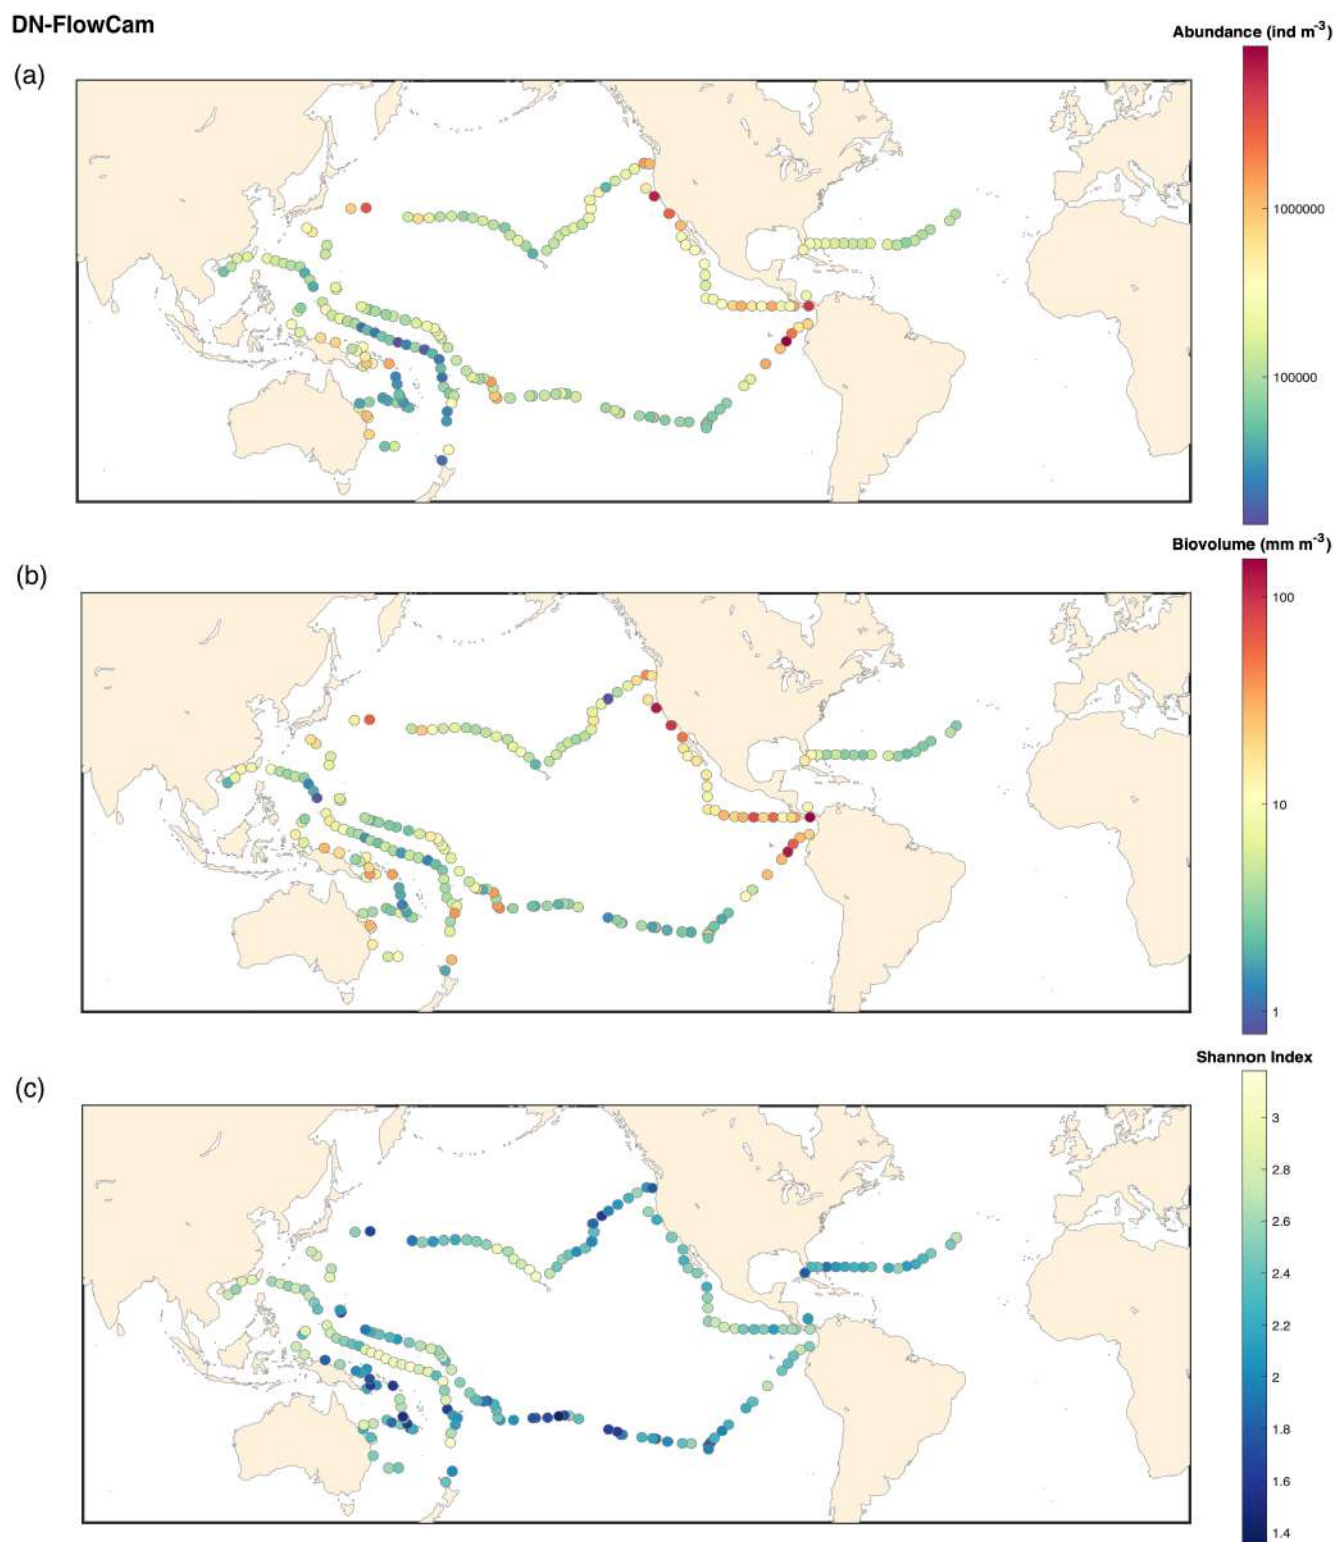 DN-FlowCam
Abundance (ind m⁻³)
(a)
1000000
100000
Biovolume (mm m⁻³)
(b)
100
10
1
Shannon Index
(c)
3
2.8
2.6
2.4
2.2
2
1.8
1.6
1.4